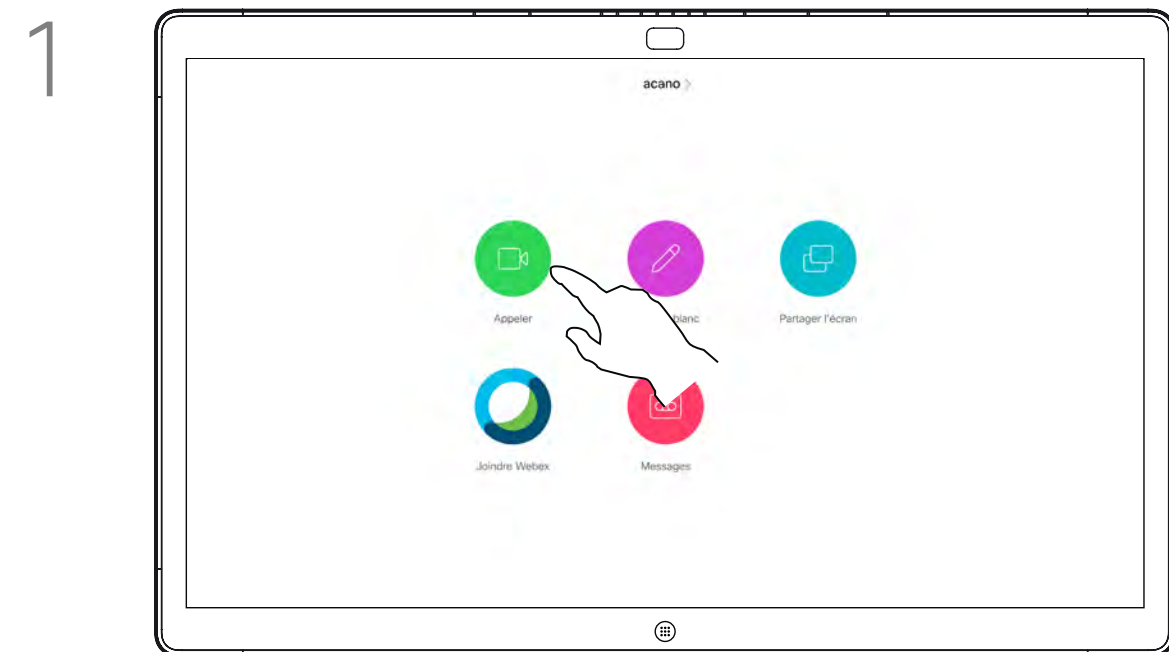 1
acano >
Appeler
blanc
Partager l'écran
Joindre Webex
Messages